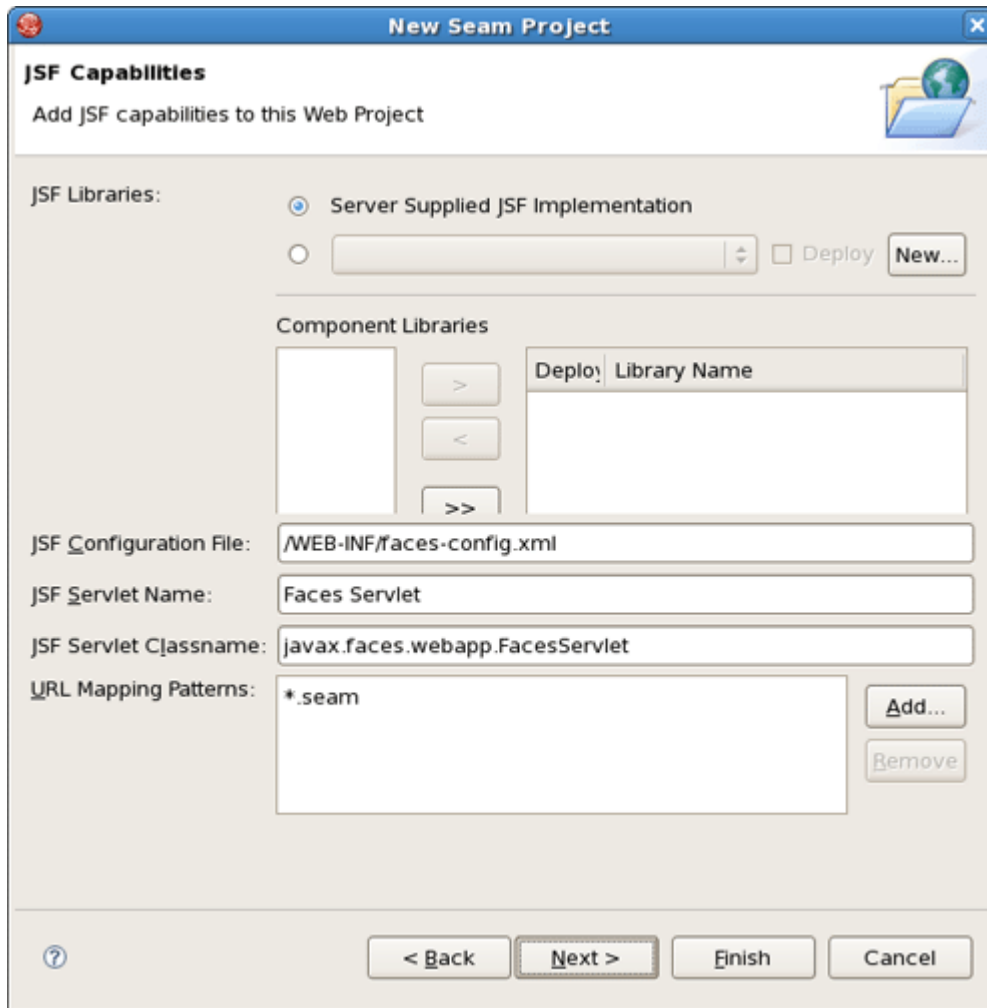 New Seam Project
JSF Capabilities
Add JSF capabilities to this Web Project
JSF Libraries:
Server Supplied JSF Implementation
Deploy New...
Component Libraries
>
<
>>
Deploy Library Name
JSF Configuration File: /WEB-INF/faces-config.xml
JSF Servlet Name: Faces Servlet
JSF Servlet Classname: javax.faces.webapp.FacesServlet
URL Mapping Patterns: *.seam
Add...
Remove
? < Back Next > Finish Cancel